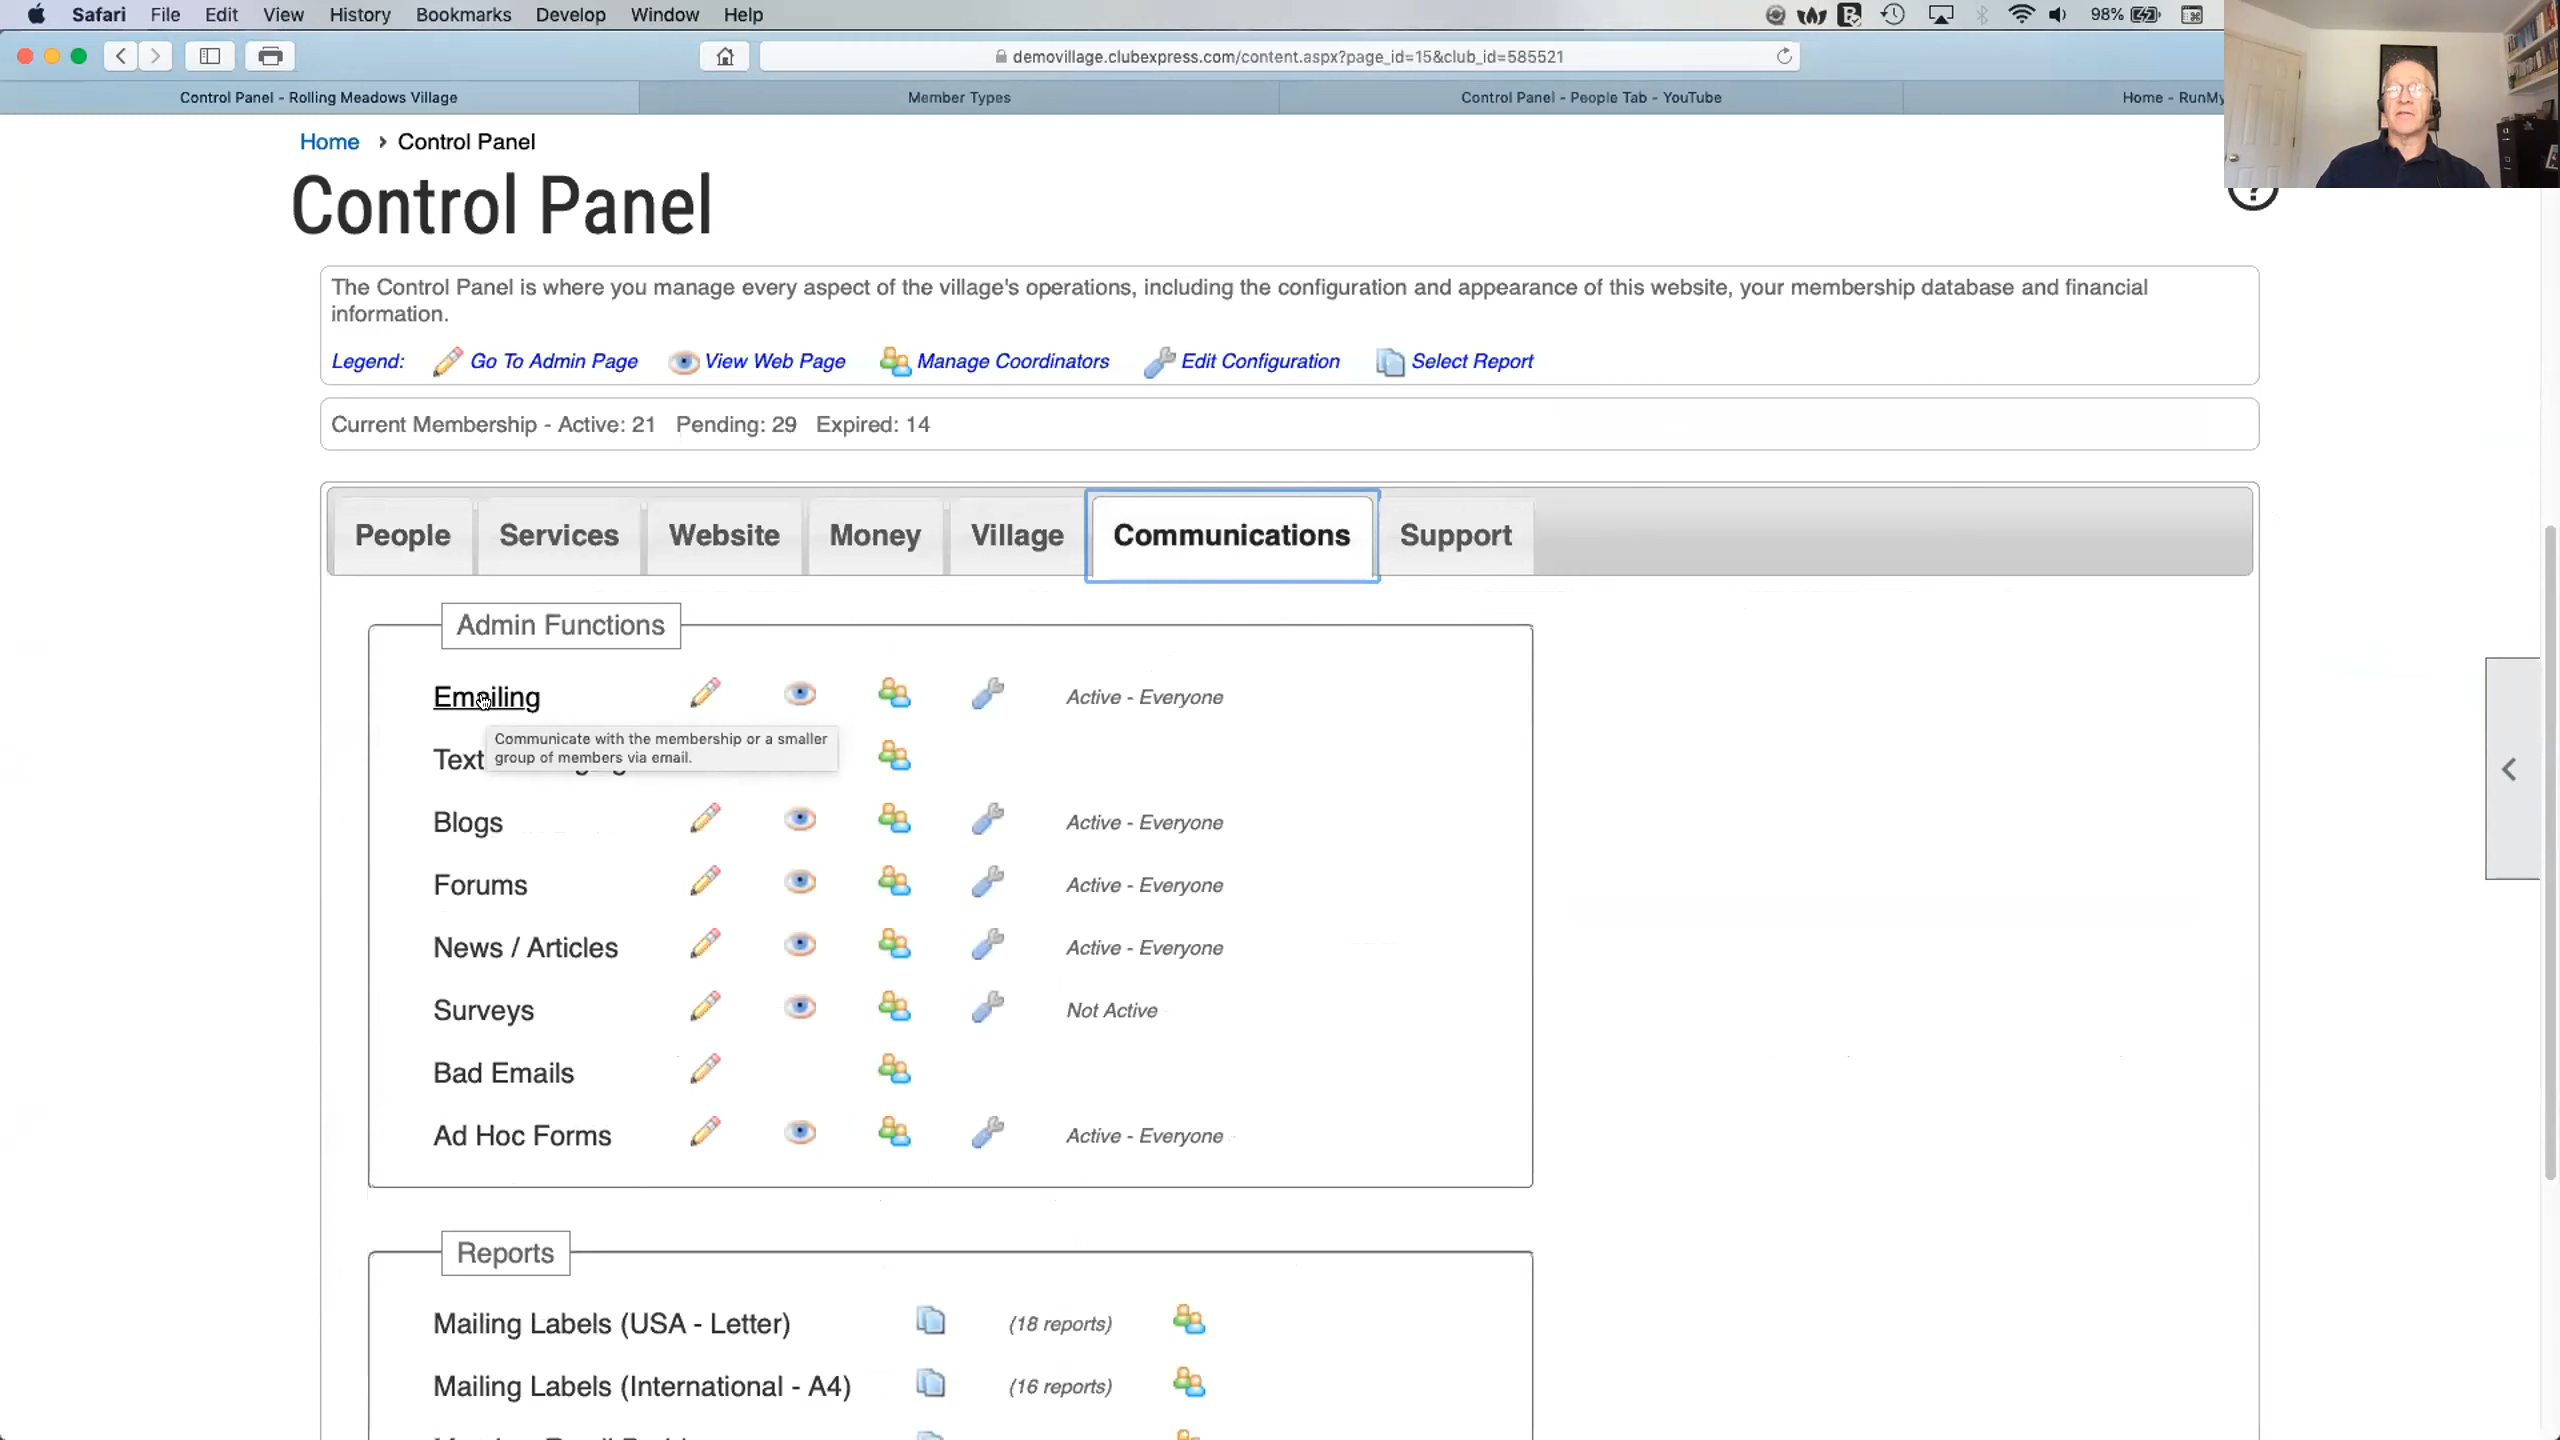 Safari File Edit View History Bookmarks Develop Window Help 98%
demovillage.clubexpress.com/content.aspx?page_id=15&club_id=585521
Control Panel - Rolling Meadows Village Member Types Control Panel - People Tab - YouTube Home - RunMy
Home › Control Panel
Control Panel
The Control Panel is where you manage every aspect of the village's operations, including the configuration and appearance of this website, your membership database and financial
information.
Legend: Go To Admin Page View Web Page Manage Coordinators Edit Configuration Select Report
Current Membership - Active: 21 Pending: 29 Expired: 14
People Services Website Money Village Communications Support
Admin Functions
Emailing Active - Everyone
Communicate with the membership or a smaller
group of members via email.
Text
Blogs Active - Everyone
Forums Active - Everyone
News / Articles Active - Everyone
Surveys Not Active
Bad Emails
Ad Hoc Forms Active - Everyone
Reports
Mailing Labels (USA - Letter) (18 reports)
Mailing Labels (International - A4) (16 reports)